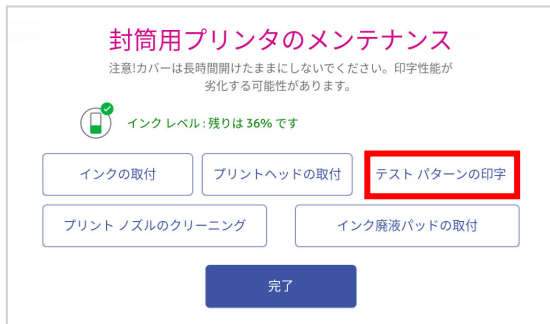 封筒用プリンタのメンテナンス
注意!カバーは長時間開けたままにしないでください。印字性能が
劣化する可能性があります。
インク レベル : 残りは 36% です
インクの取付
プリントヘッドの取付
テスト パターンの印字
プリント ノズルのクリーニング
インク廃液パッドの取付
完了